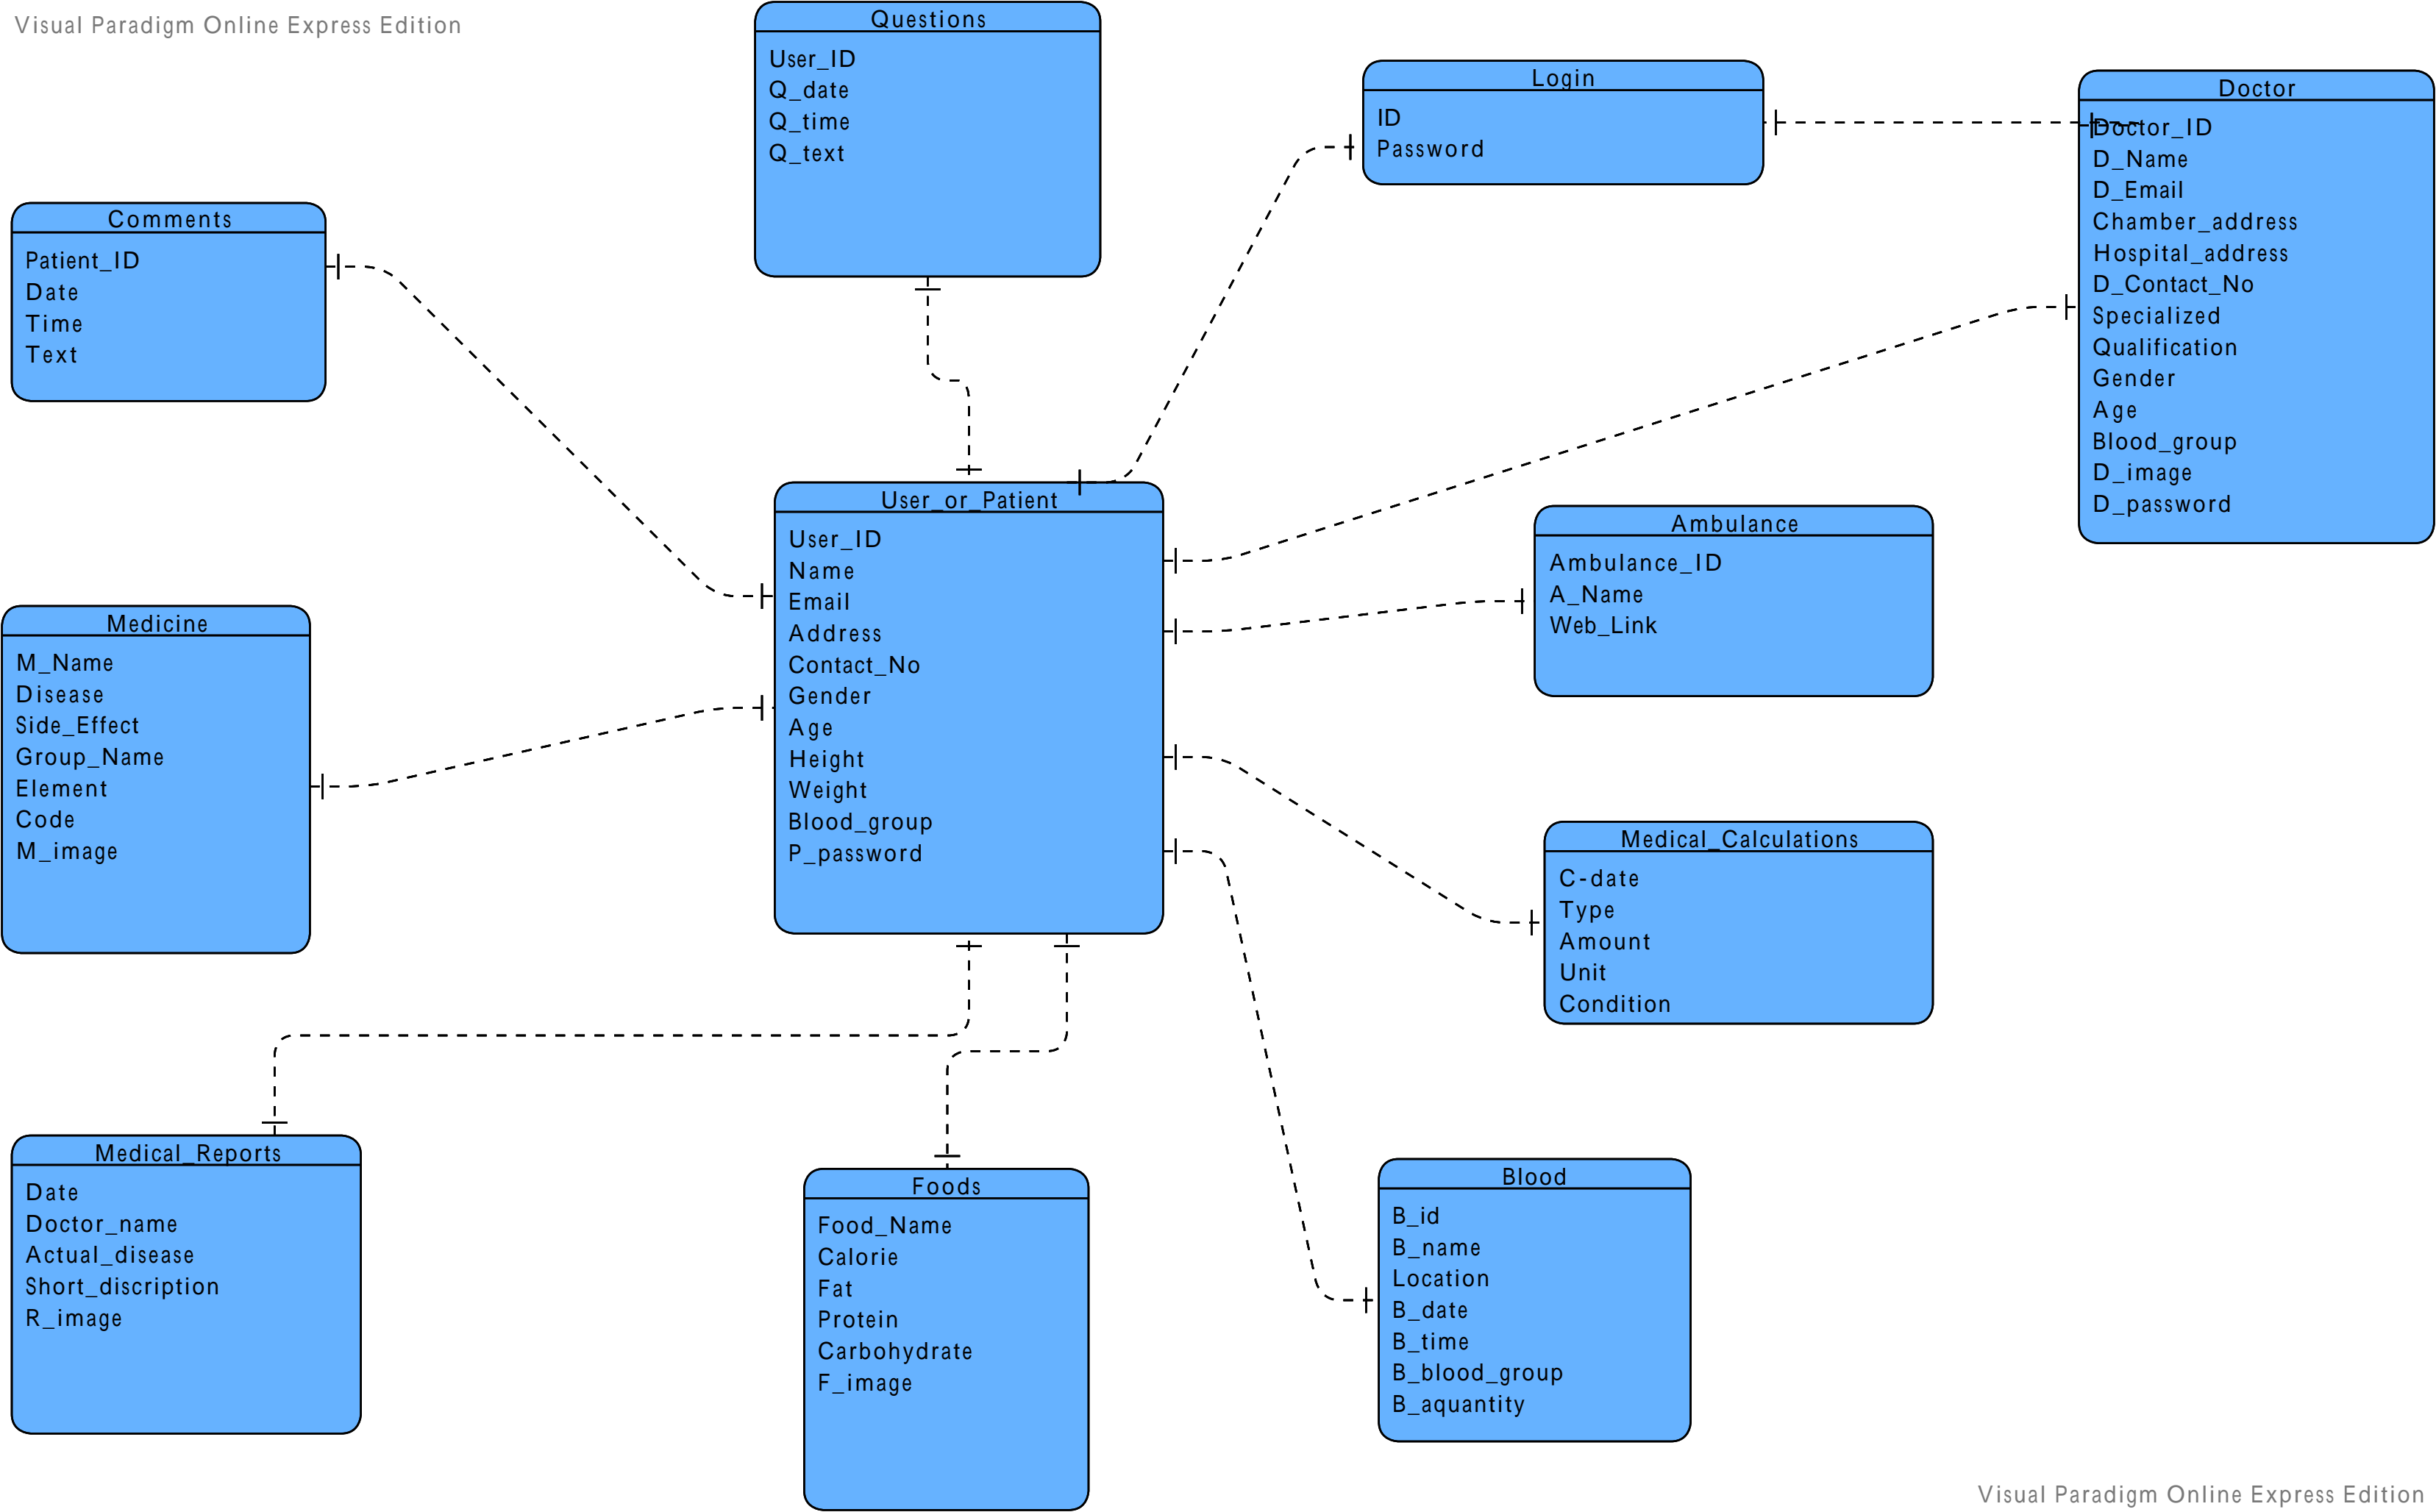 Visual Paradigm Online Express Edition
Questions
User_ID
Q_date
Q_time
Q_text
Login
ID
Password
Doctor
Doctor_ID
D_Name
D_Email
Chamber_address
Hospital_address
D_Contact_No
Specialized
Qualification
Gender
Age
Blood_group
D_image
D_password
Comments
Patient_ID
Date
Time
Text
User_or_Patient
User_ID
Name
Email
Address
Contact_No
Gender
Age
Height
Weight
Blood_group
P_password
Ambulance
Ambulance_ID
A_Name
Web_Link
Medicine
M_Name
Disease
Side_Effect
Group_Name
Element
Code
M_image
Medical_Calculations
C-date
Type
Amount
Unit
Condition
Medical_Reports
Date
Doctor_name
Actual_disease
Short_discription
R_image
Foods
Food_Name
Calorie
Fat
Protein
Carbohydrate
F_image
Blood
B_id
B_name
Location
B_date
B_time
B_blood_group
B_aquantity
Visual Paradigm Online Express Edition